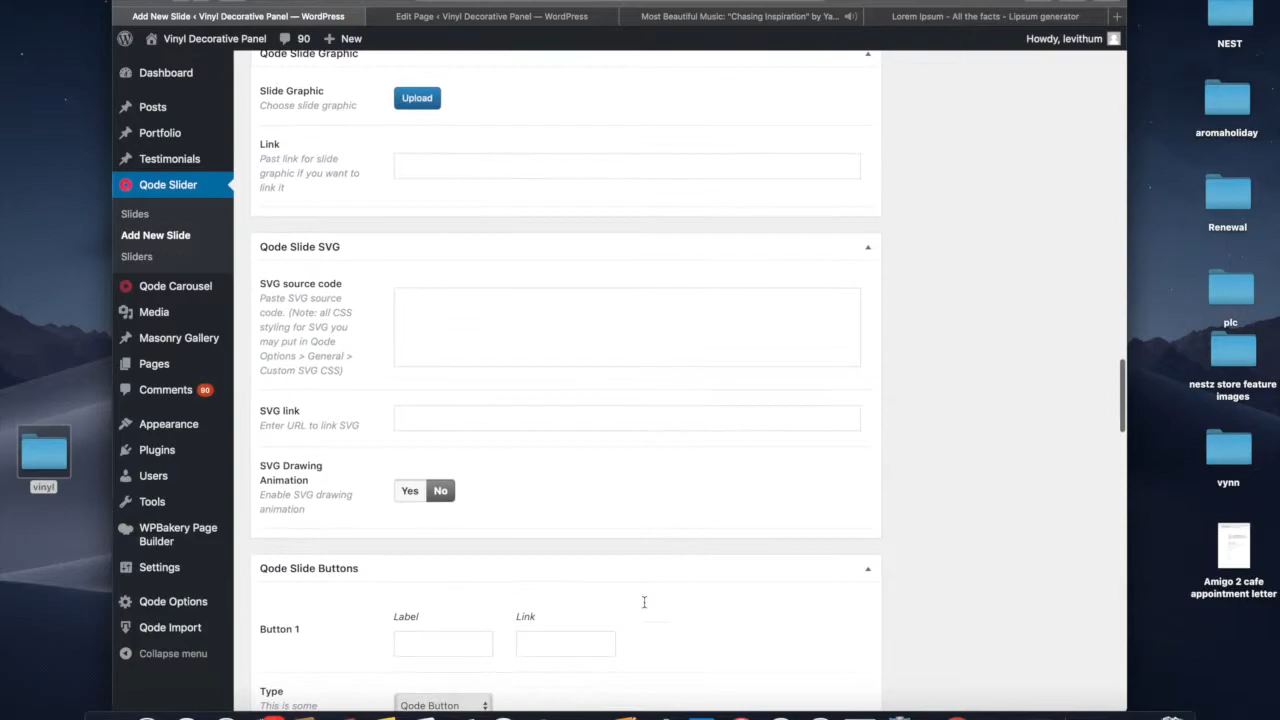 Add New Slide ‹ Vinyl Decorative Panel — WordPress
Edit Page ‹ Vinyl Decorative Panel — WordPress
Most Beautiful Music: "Chasing Inspiration" by Ya...
Lorem Ipsum - All the facts - Lipsum generator
Vinyl Decorative Panel
90
New
Howdy, levithum
Dashboard
Posts
Portfolio
Testimonials
Qode Slider
Slides
Add New Slide
Sliders
Qode Carousel
Media
Masonry Gallery
Pages
Comments 90
Appearance
Plugins
Users
Tools
WPBakery Page
Builder
Settings
Qode Options
Qode Import
Collapse menu
Qode Slide Graphic
Slide Graphic
Choose slide graphic
Upload
Link
Past link for slide
graphic if you want to
link it
Qode Slide SVG
SVG source code
Paste SVG source
code. (Note: all CSS
styling for SVG you
may put in Qode
Options > General >
Custom SVG CSS)
SVG link
Enter URL to link SVG
SVG Drawing
Animation
Enable SVG drawing
animation
Yes No
Qode Slide Buttons
Label
Link
Button 1
Type
This is some
Qode Button
vinyl
NEST
aromaholiday
Renewal
pic
nestz store feature
images
vynn
Amigo 2 cafe
appointment letter